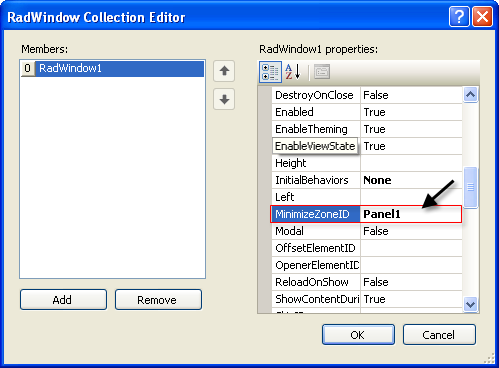 RadWindow Collection Editor
Members:
0 RadWindow1
Add
Remove
RadWindow1 properties:
DestroyOnClose False
Enabled True
EnableTheming True
EnableViewState True
Height
InitialBehaviors None
Left
MinimizeZoneID Panel1
Modal False
OffsetElementID
OpenerElementID
ReloadOnShow False
ShowContentDuri True
OK
Cancel